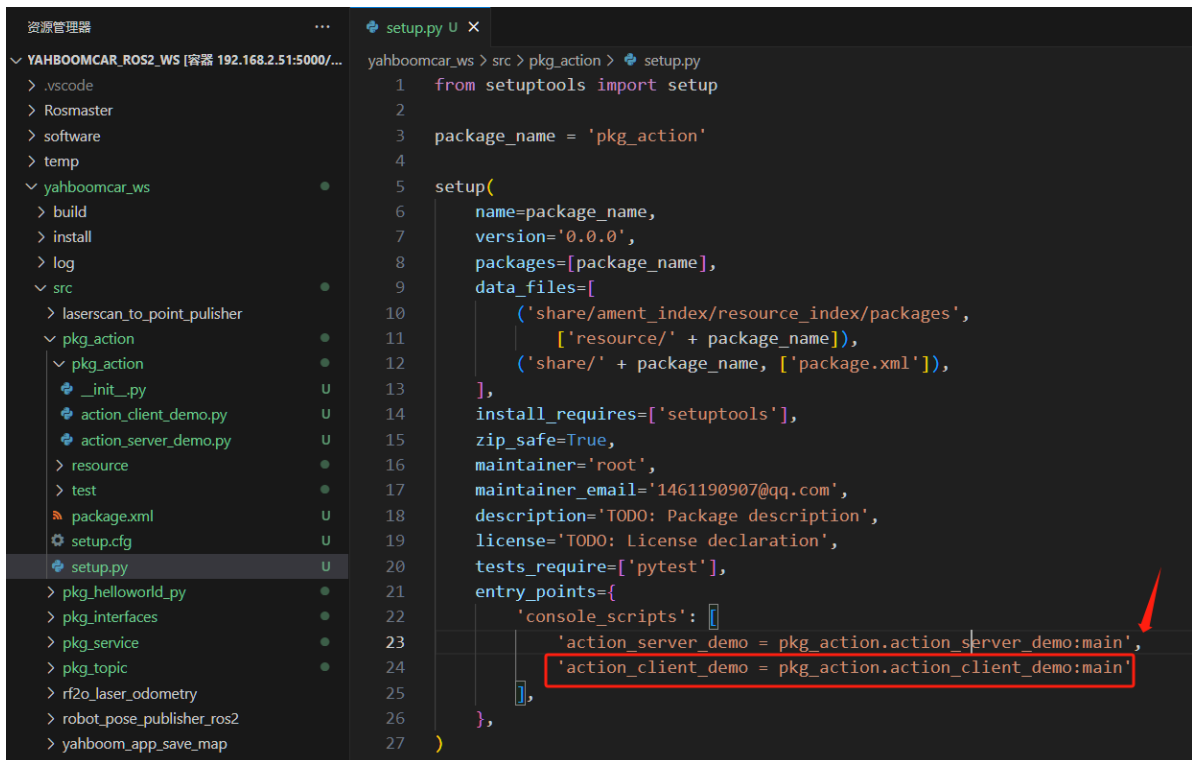 资源管理器
YAHBOOMCAR_ROS2_WS [容器 192.168.2.51:5000/...
.vscode
Rosmaster
software
temp
yahboomcar_ws
build
install
log
src
laserscan_to_point_pulisher
pkg_action
pkg_action
__init__.py U
action_client_demo.py U
action_server_demo.py U
resource
test
package.xml U
setup.cfg U
setup.py U
pkg_helloworld_py
pkg_interfaces
pkg_service
pkg_topic
rf2o_laser_odometry
robot_pose_publisher_ros2
yahboom_app_save_map
setup.py U
yahboomcar_ws > src > pkg_action > setup.py
1 from setuptools import setup
2
3 package_name = 'pkg_action'
4
5 setup(
6 name=package_name,
7 version='0.0.0',
8 packages=[package_name],
9 data_files=[
10 ('share/ament_index/resource_index/packages',
11 ['resource/' + package_name]),
12 ('share/' + package_name, ['package.xml']),
13 ],
14 install_requires=['setuptools'],
15 zip_safe=True,
16 maintainer='root',
17 maintainer_email='1461190907@qq.com',
18 description='TODO: Package description',
19 license='TODO: License declaration',
20 tests_require=['pytest'],
21 entry_points={
22 'console_scripts': [
23 'action_server_demo = pkg_action.action_server_demo:main',
24 'action_client_demo = pkg_action.action_client_demo:main'
25 ],
26 },
27 )